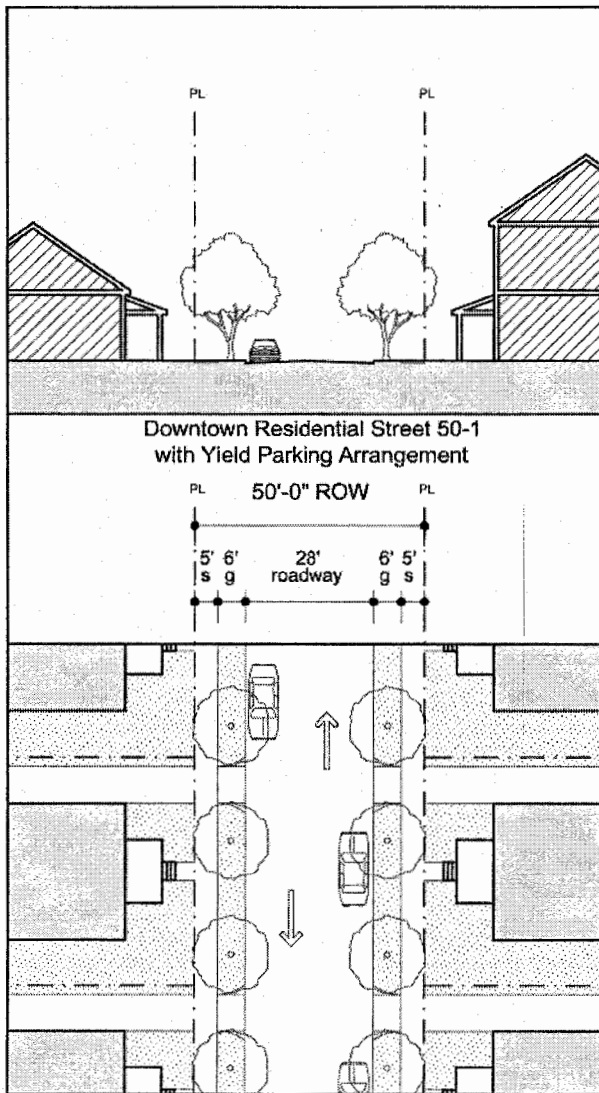 PL PL
Downtown Residential Street 50-1
with Yield Parking Arrangement
PL 50'-0" ROW PL
5' 6' 28' 6' 5'
s g roadway g s